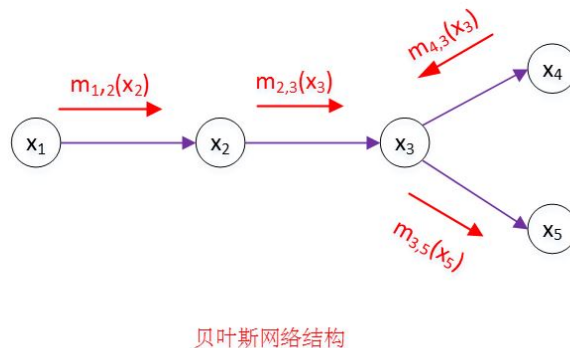 m₄,₃(x₃)
x₄
m₁,₂(x₂)
m₂,₃(x₃)
x₁
x₂
x₃
m₃,₅(x₅)
x₅
贝叶斯网络结构